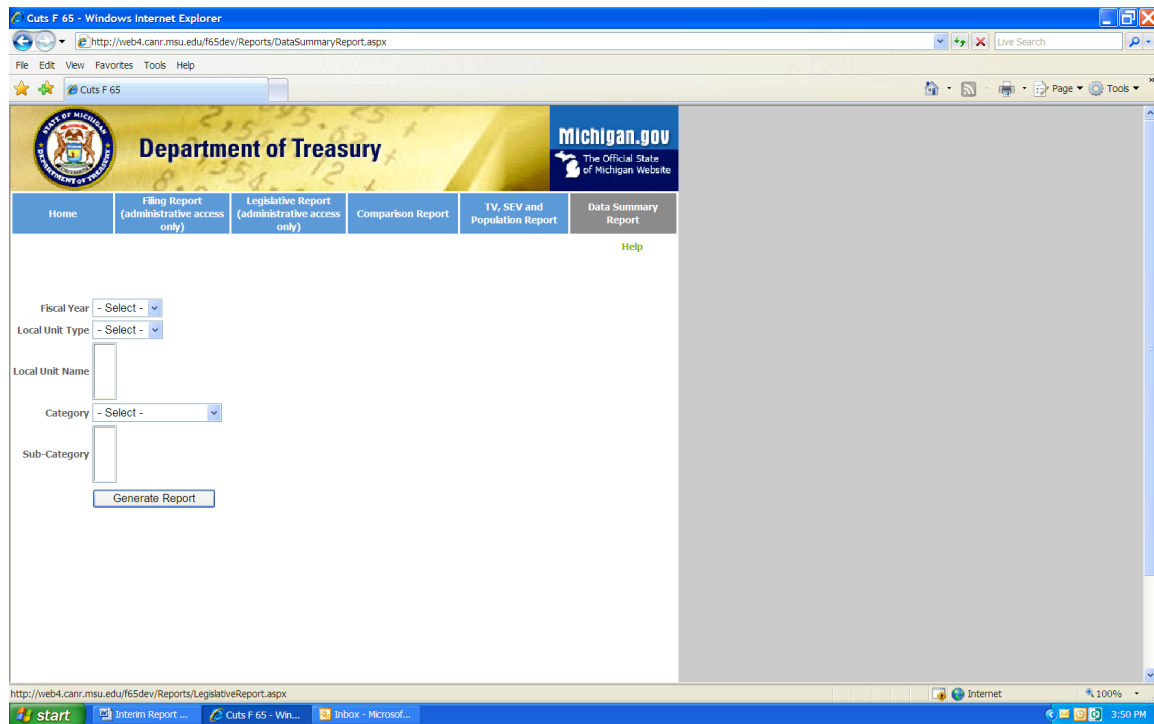 Cuts F 65 - Windows Internet Explorer
http://web4.canr.msu.edu/f65dev/Reports/DataSummaryReport.aspx
Live Search
File Edit View Favorites Tools Help
Cuts F 65
Page Tools
Department of Treasury
Michigan.gov
The Official State
of Michigan Website
Home
Filing Report
(administrative access
only)
Legislative Report
(administrative access
only)
Comparison Report
TV, SEV and
Population Report
Data Summary
Report
Help
Fiscal Year - Select -
Local Unit Type - Select -
Local Unit Name
Category - Select -
Sub-Category
Generate Report
http://web4.canr.msu.edu/f65dev/Reports/LegislativeReport.aspx
Internet
100%
start
Interim Report ...
Cuts F 65 - Win...
Inbox - Microsof...
3:50 PM